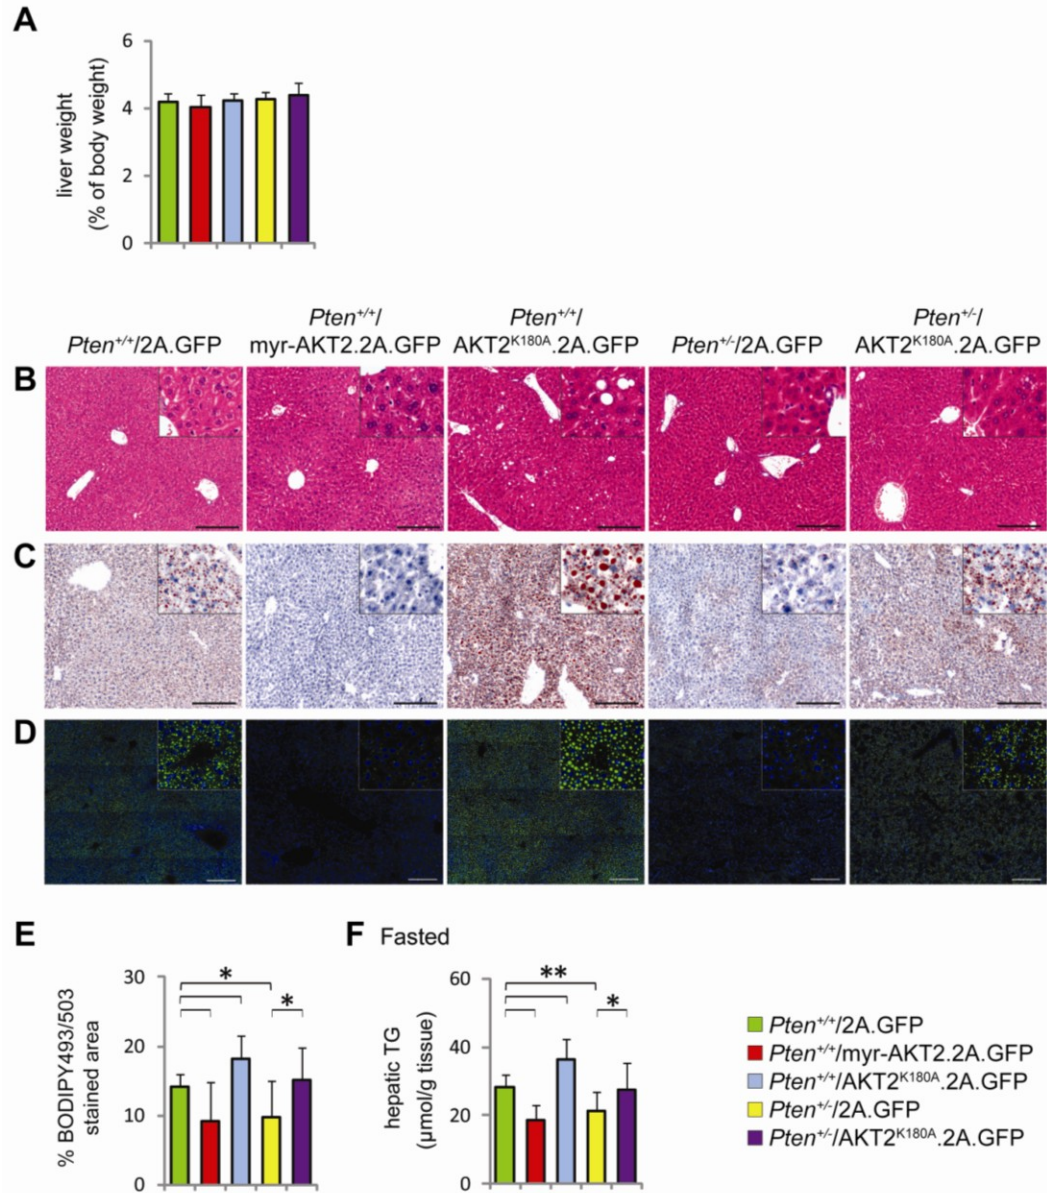 A
6
4
2
0
liver weight
(% of body weight)
Pten+/+/2A.GFP
Pten+/+/
myr-AKT2.2A.GFP
Pten+/+/
AKT2K180A.2A.GFP
Pten+/-/2A.GFP
Pten+/-/
AKT2K180A.2A.GFP
B
C
D
E
30
20
10
0
% BODIPY493/503
stained area
*
*
F Fasted
60
40
20
0
hepatic TG
(µmol/g tissue)
**
*
Pten+/+/2A.GFP
Pten+/+/myr-AKT2.2A.GFP
Pten+/+/AKT2K180A.2A.GFP
Pten+/-/2A.GFP
Pten+/-/AKT2K180A.2A.GFP